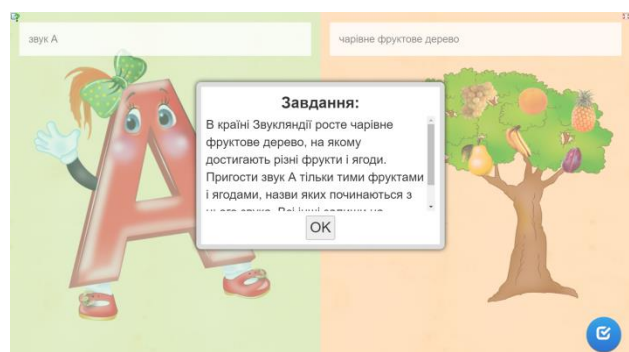 звук А
чарівне фруктове дерево
Завдання:
В країні Звукляндії росте чарівне
фруктове дерево, на якому
достигають різні фрукти і ягоди.
Пригости звук А тільки тими фруктами
і ягодами, назви яких починаються з
OK